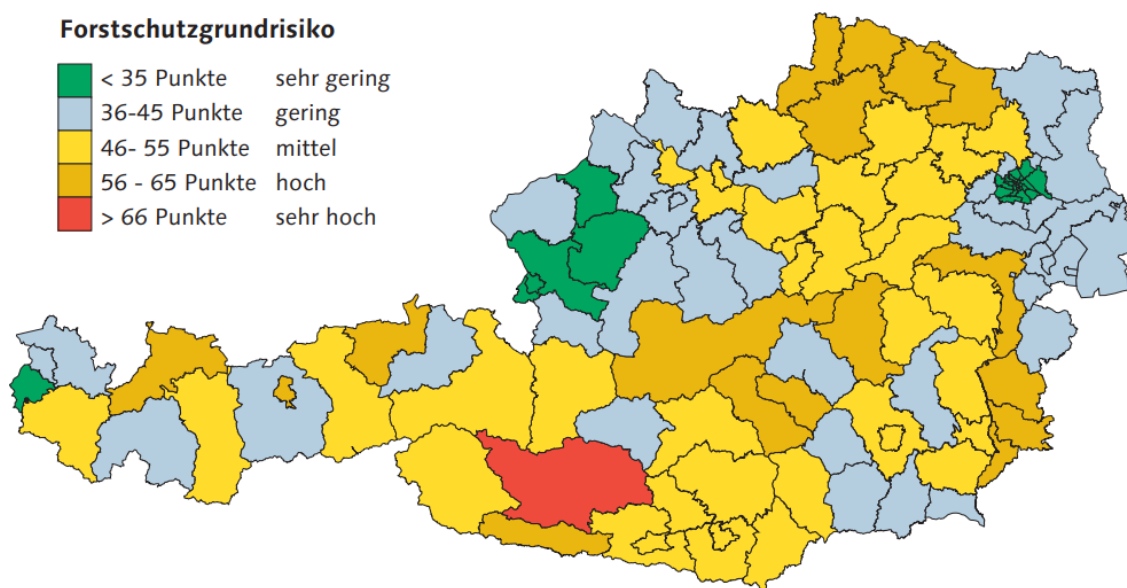 Forstschutzgrundrisiko
< 35 Punkte sehr gering
36-45 Punkte gering
46- 55 Punkte mittel
56 - 65 Punkte hoch
> 66 Punkte sehr hoch